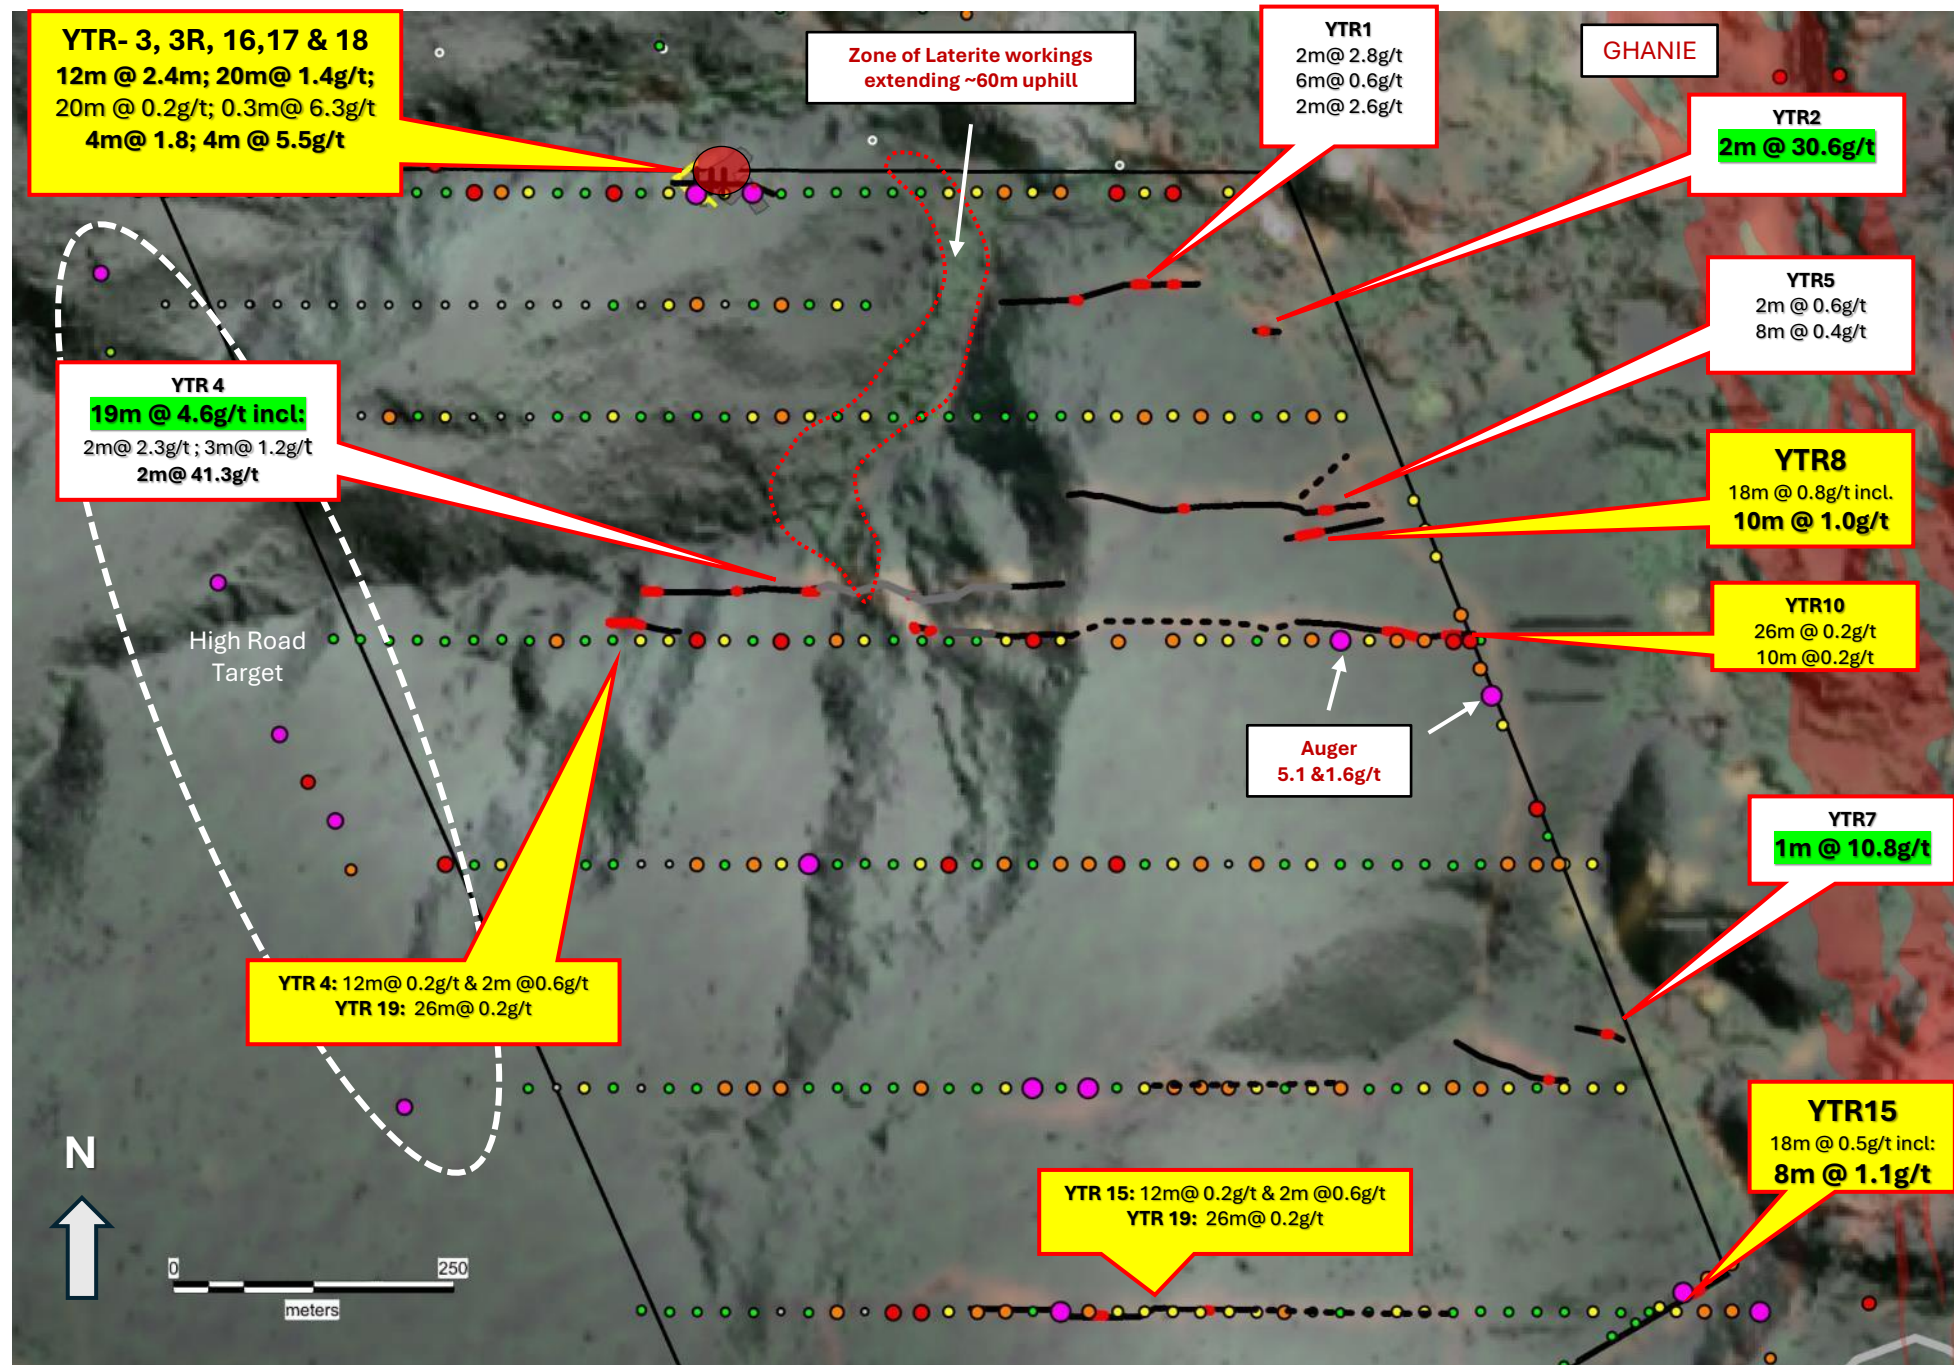 YTR- 3, 3R, 16,17 & 18
12m @ 2.4m; 20m@ 1.4g/t;
20m @ 0.2g/t; 0.3m@ 6.3g/t
4m@ 1.8; 4m @ 5.5g/t
Zone of Laterite workings
extending ~60m uphill
YTR1
2m@ 2.8g/t
6m@ 0.6g/t
2m@ 2.6g/t
GHANIE
YTR2
2m @ 30.6g/t
YTR5
2m @ 0.6g/t
8m @ 0.4g/t
YTR 4
19m @ 4.6g/t incl:
2m@ 2.3g/t ; 3m@ 1.2g/t
2m@ 41.3g/t
YTR8
18m @ 0.8g/t incl.
10m @ 1.0g/t
YTR10
26m @ 0.2g/t
10m @0.2g/t
High Road
Target
Auger
5.1 &1.6g/t
YTR7
1m @ 10.8g/t
YTR 4: 12m@ 0.2g/t & 2m @0.6g/t
YTR 19: 26m@ 0.2g/t
YTR15
18m @ 0.5g/t incl:
8m @ 1.1g/t
YTR 15: 12m@ 0.2g/t & 2m @0.6g/t
YTR 19: 26m@ 0.2g/t
N
0 250
meters